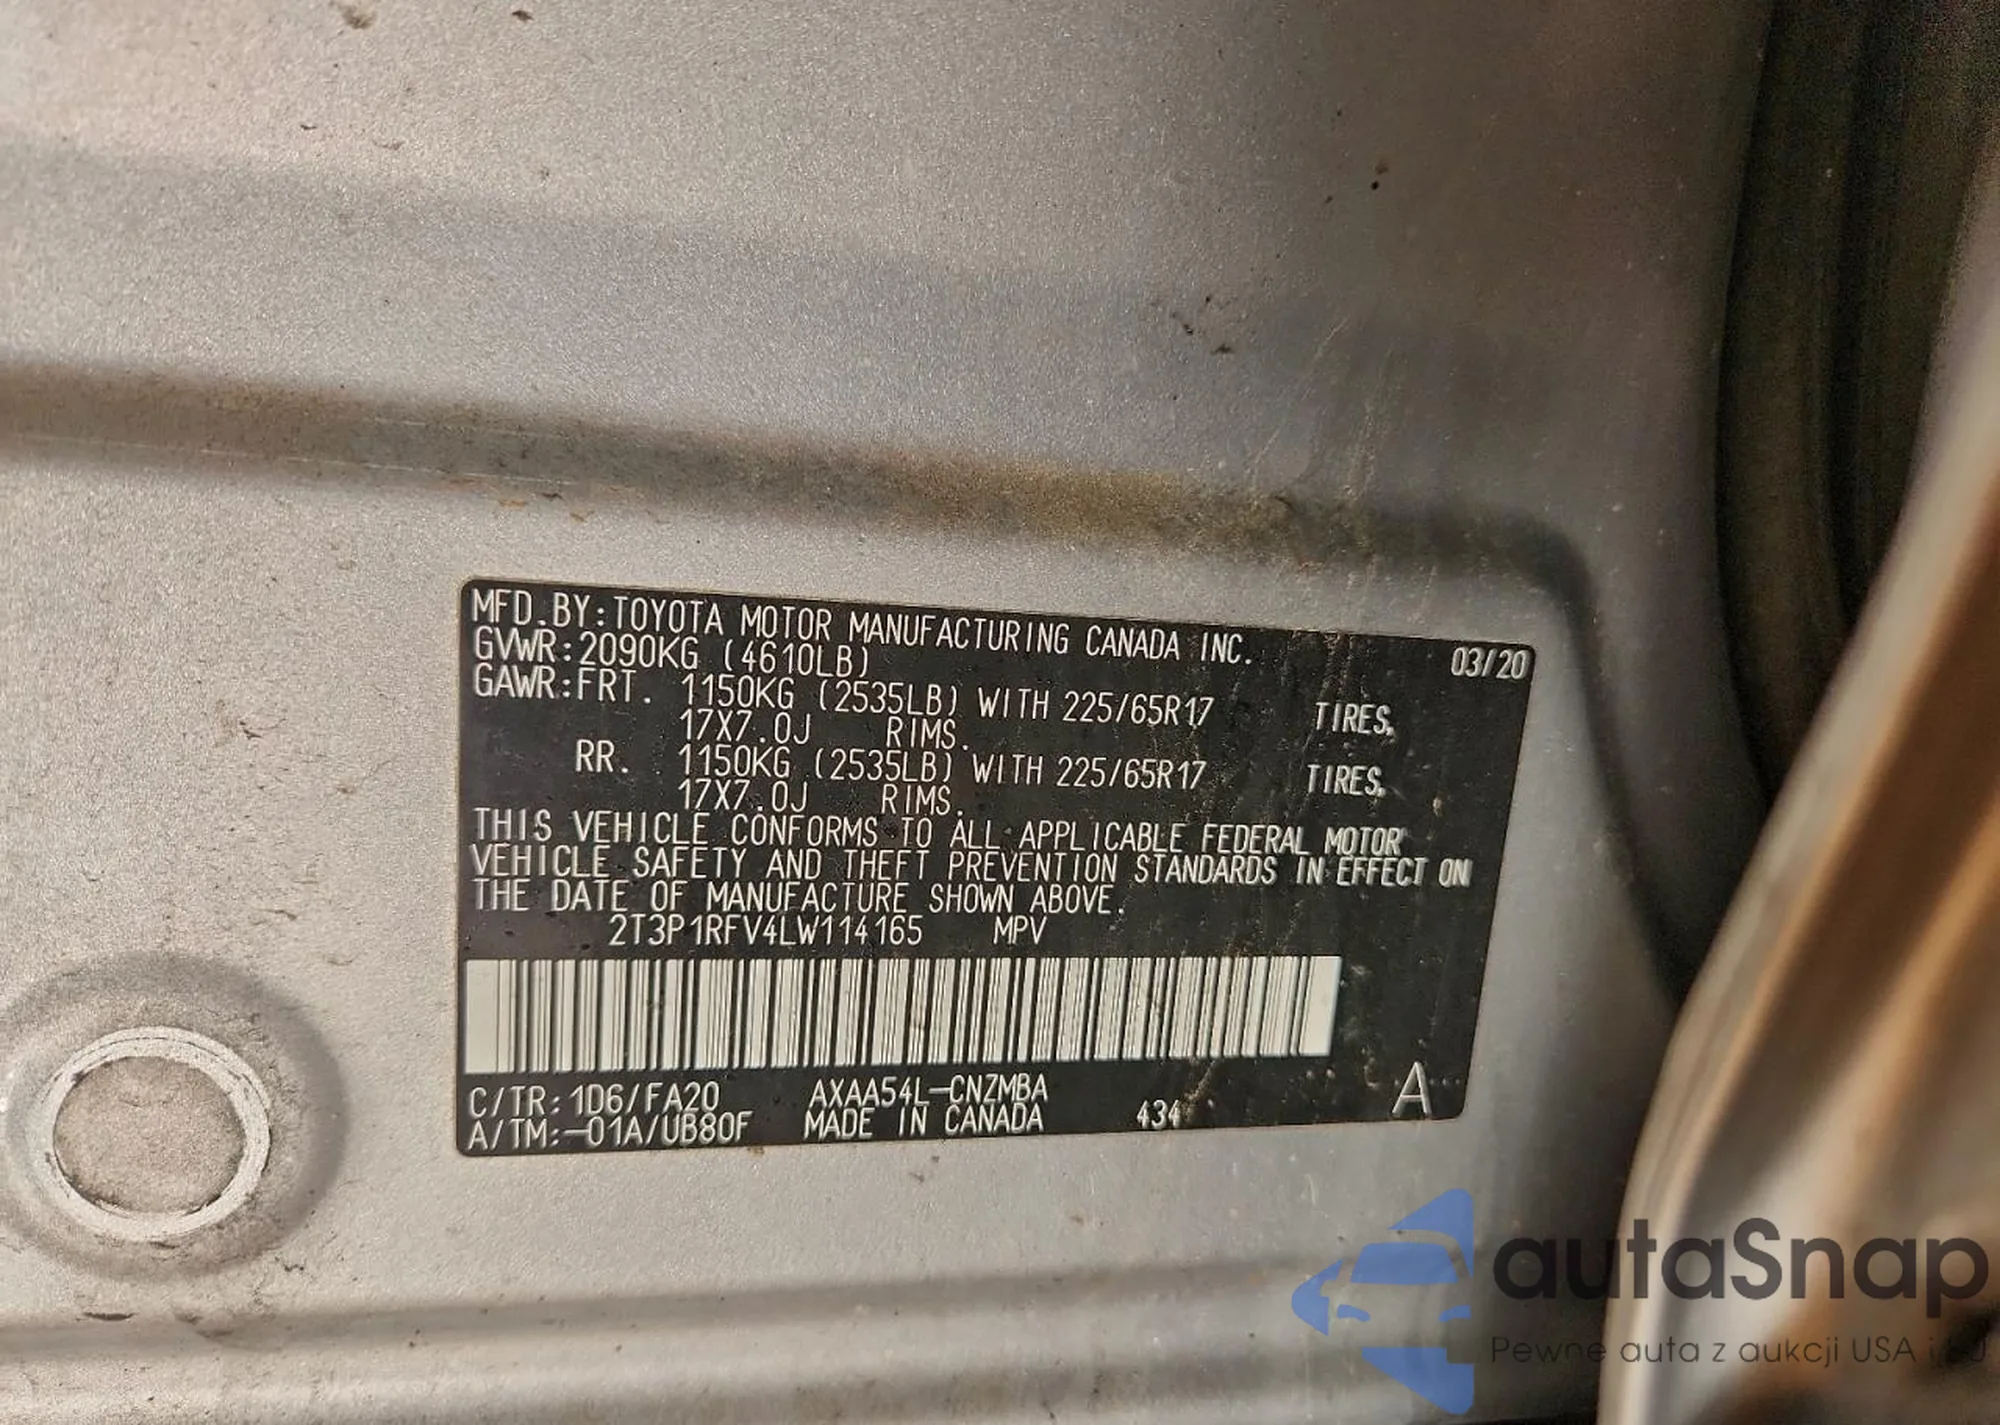 MFD.BY:TOYOTA MOTOR MANUFACTURING CANADA INC. 03/20
GVWR:2090KG (4610LB)
GAWR:FRT. 1150KG (2535LB) WITH 225/65R17 TIRES,
17X7.0J RIMS.
RR. 1150KG (2535LB) WITH 225/65R17 TIRES,
17X7.0J RIMS.
THIS VEHICLE CONFORMS TO ALL APPLICABLE FEDERAL MOTOR
VEHICLE SAFETY AND THEFT PREVENTION STANDARDS IN EFFECT ON
THE DATE OF MANUFACTURE SHOWN ABOVE.
2T3P1RFV4LW114165 MPV
C/TR:1D6/FA20 AXAA54L-CNZMBA
A/TM:-01A/UB80F MADE IN CANADA 434 A
autaSnap
Pewne auta z aukcji USA i EU